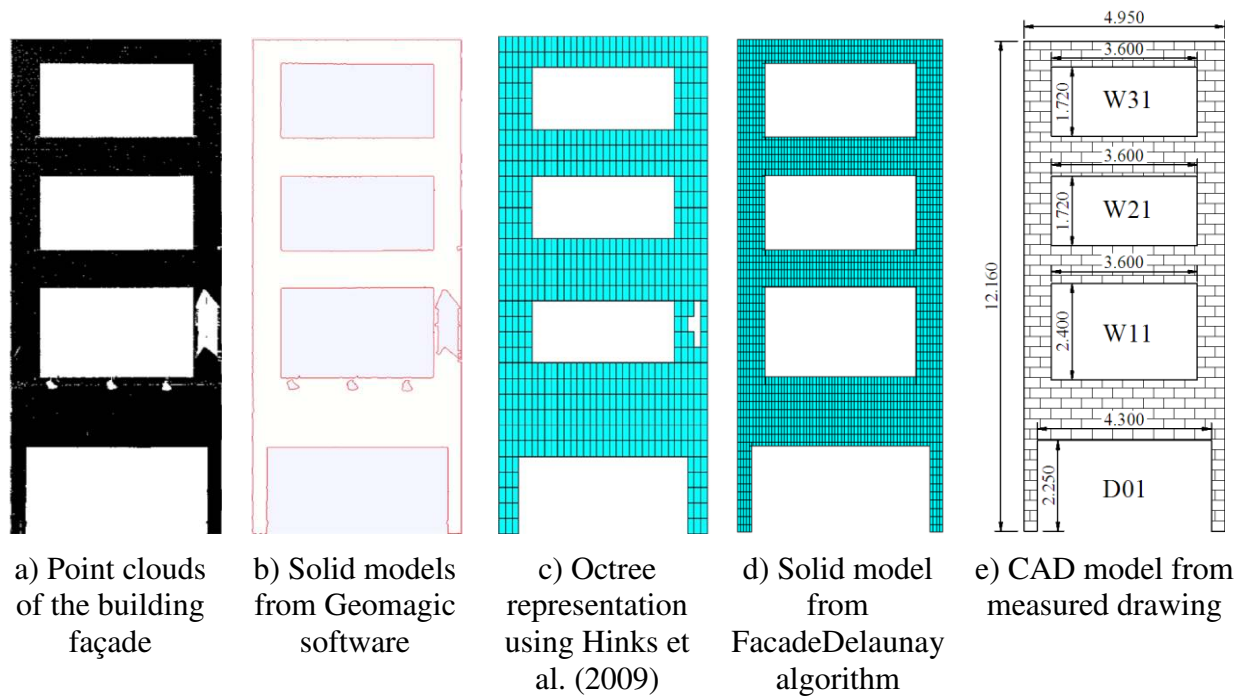 4.950
3.600
1.720
W31
3.600
1.720
W21
12.160
3.600
2.400
W11
4.300
2.250
D01
a) Point clouds
of the building
façade
b) Solid models
from Geomagic
software
c) Octree
representation
using Hinks et
al. (2009)
d) Solid model
from
FacadeDelaunay
algorithm
e) CAD model from
measured drawing